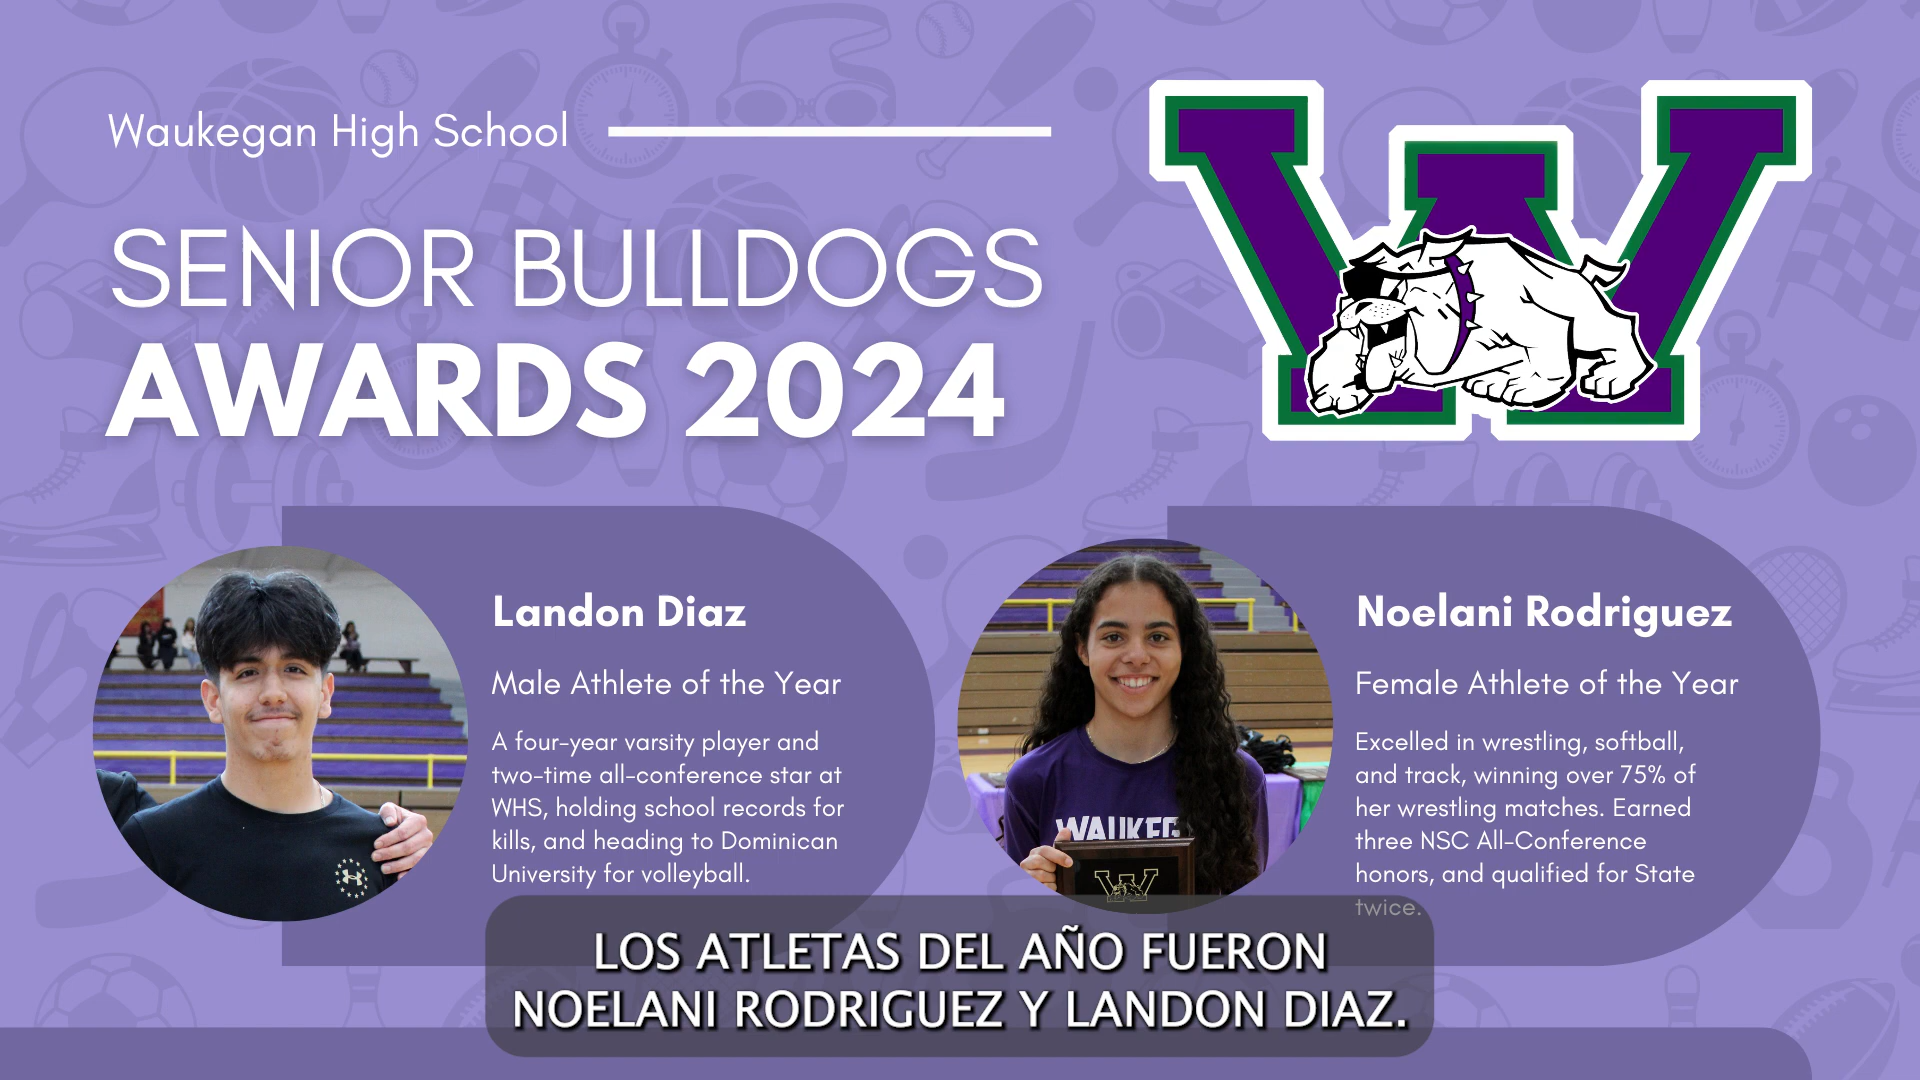 Waukegan High School
SENIOR BULLDOGS
AWARDS 2024
Landon Diaz
Male Athlete of the Year
A four-year varsity player and
two-time all-conference star at
WHS, holding school records for
kills, and heading to Dominican
University for volleyball.
Noelani Rodriguez
Female Athlete of the Year
Excelled in wrestling, softball,
and track, winning over 75% of
her wrestling matches. Earned
three NSC All-Conference
honors, and qualified for State
twice.
W
WAUKEG
W
LOS ATLETAS DEL AÑO FUERON
NOELANI RODRIGUEZ Y LANDON DIAZ.